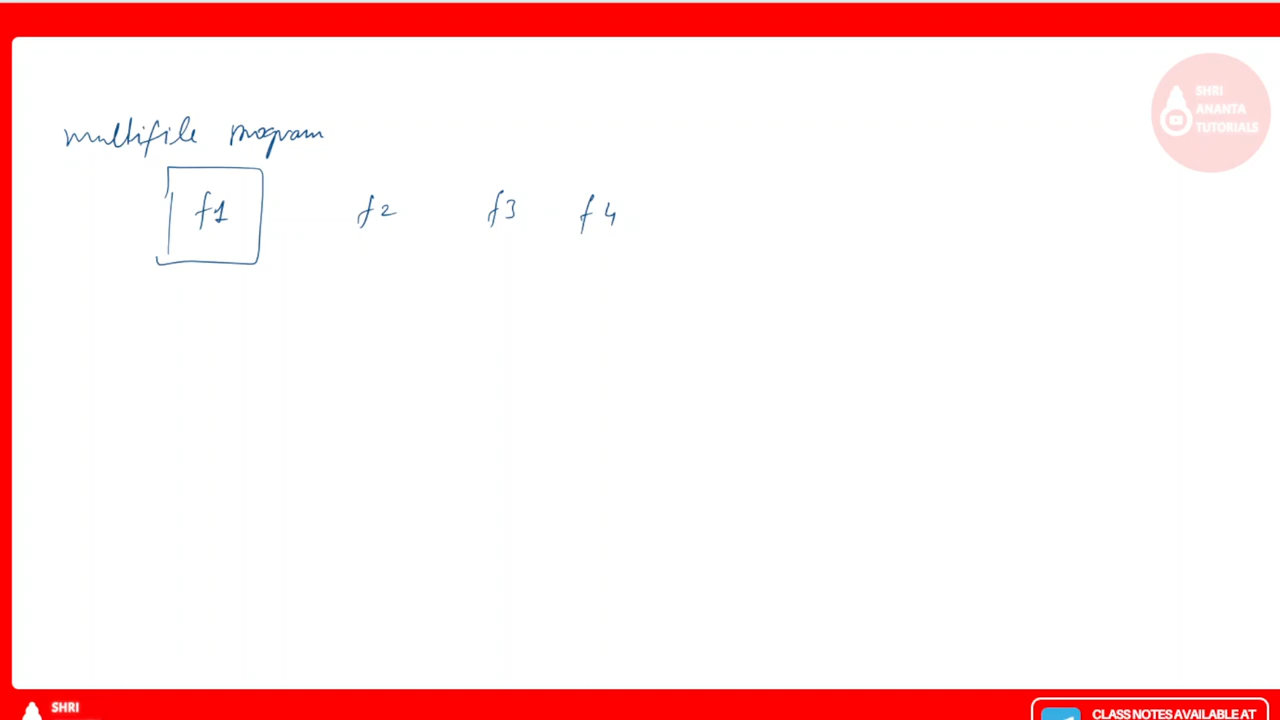 SHRI
ANANTA
TUTORIALS
multifile program
f1 f2 f3 f4
SHRI
CLASS NOTES AVAILABLE AT